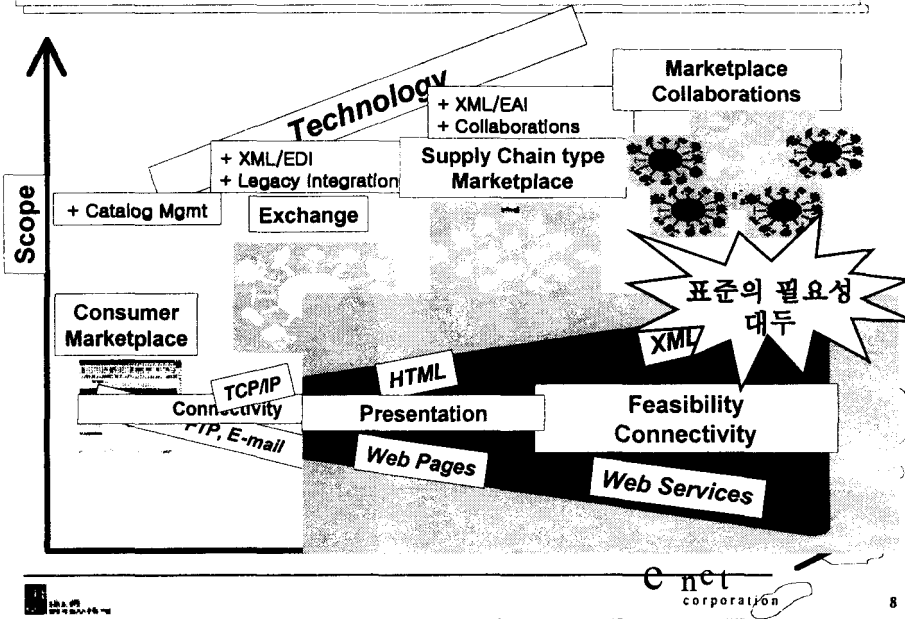 Scope
Technology
Marketplace
Collaborations
+ XML/EAI
+ Collaborations
Supply Chain type
Marketplace
+ XML/EDI
+ Legacy Integration
Exchange
+ Catalog Mgmt
Consumer
Marketplace
표준의 필요성
대두
TCP/IP
HTML
XML
Connectivity
Presentation
Feasibility
Connectivity
FTP, E-mail
Web Pages
Web Services
e net
corporation
8